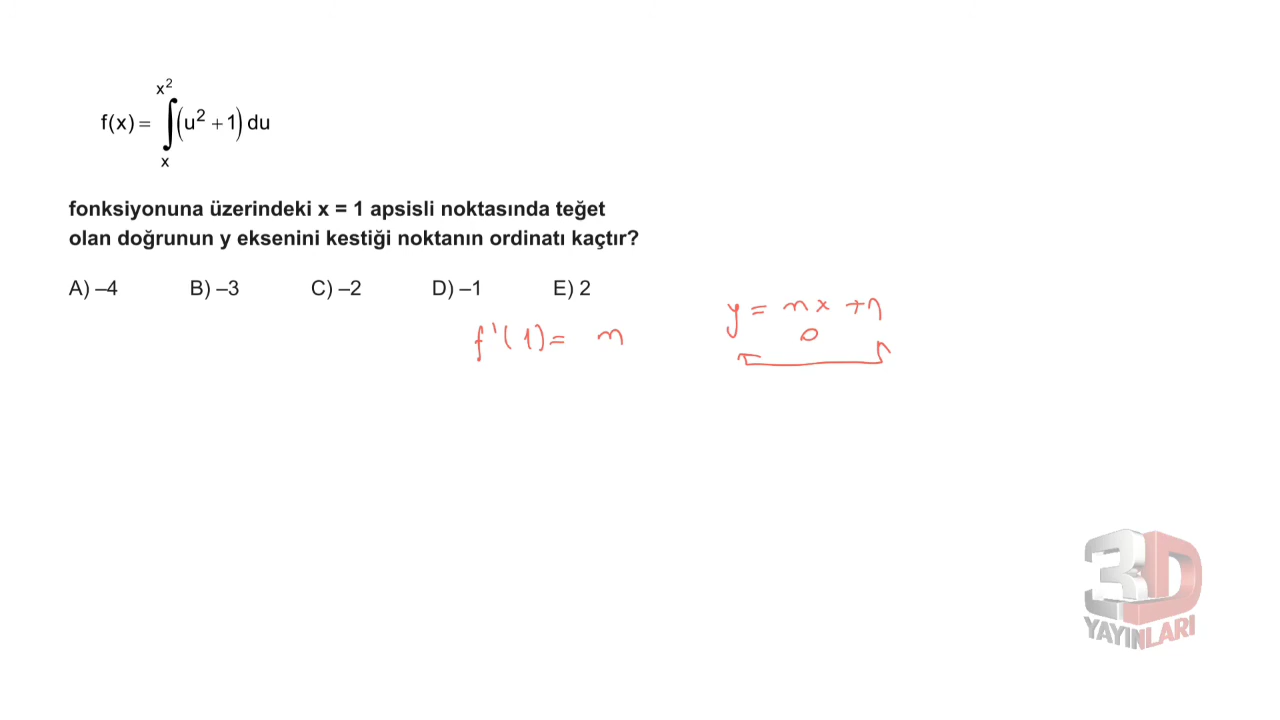 x²
f(x) = ∫(u² + 1) du
x
fonksiyonuna üzerindeki x = 1 apsisli noktasında teğet
olan doğrunun y eksenini kestiği noktanın ordinatı kaçtır?
A) –4 B) –3 C) –2 D) –1 E) 2
y = mx + n
0
f'(1) = m
3D
YAYINLARI